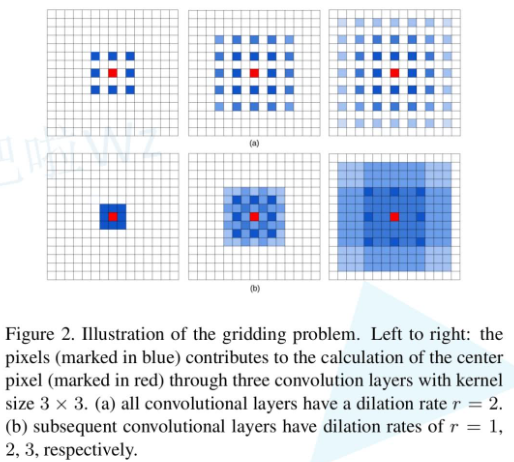 (a)
(b)
Figure 2. Illustration of the gridding problem. Left to right: the
pixels (marked in blue) contributes to the calculation of the center
pixel (marked in red) through three convolution layers with kernel
size 3 × 3. (a) all convolutional layers have a dilation rate r = 2.
(b) subsequent convolutional layers have dilation rates of r = 1,
2, 3, respectively.